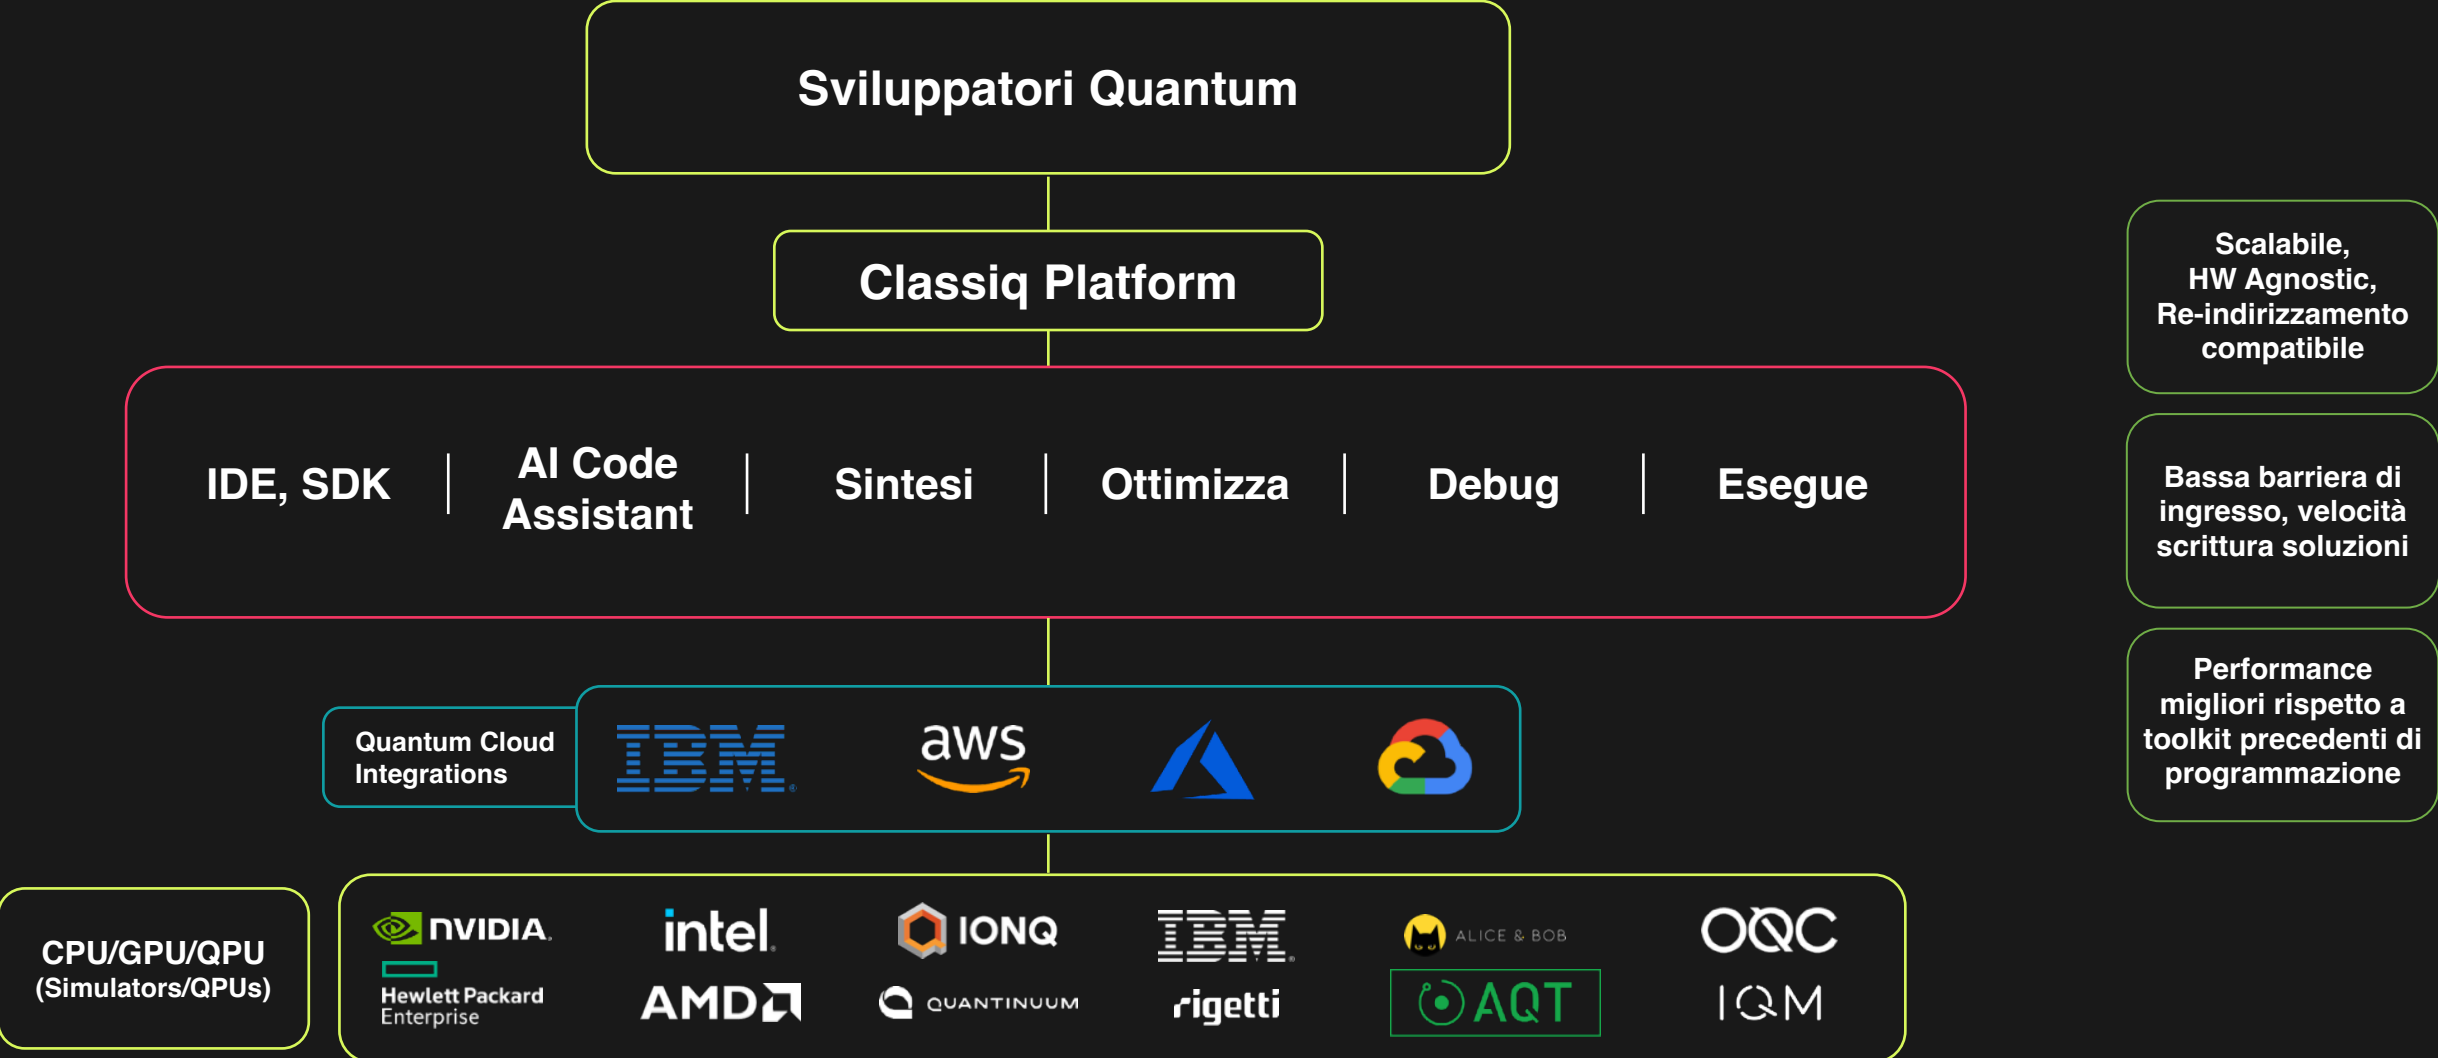 Sviluppatori Quantum
Classiq Platform
IDE, SDK
AI Code
Assistant
Sintesi
Ottimizza
Debug
Esegue
Scalabile,
HW Agnostic,
Re-indirizzamento
compatibile
Bassa barriera di
ingresso, velocità
scrittura soluzioni
Performance
migliori rispetto a
toolkit precedenti di
programmazione
Quantum Cloud
Integrations
IBM®
aws
CPU/GPU/QPU
(Simulators/QPUs)
NVIDIA.
intel.
IONQ
IBM®
ALICE & BOB
OQC
Hewlett Packard
Enterprise
AMD
QUANTINUUM
rigetti
AQT
IQM